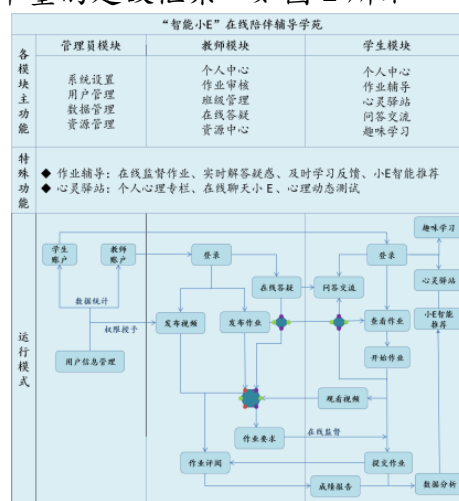 “智能小E”在线陪伴辅导学苑
各模块主功能
管理员模块
教师模块
学生模块
系统设置
用户管理
数据管理
资源管理
个人中心
作业审核
班级管理
在线答疑
资源中心
个人中心
作业辅导
心灵驿站
问答交流
趣味学习
特殊功能
◆ 作业辅导：在线监督作业、实时解答疑惑、及时学习反馈、小E智能推荐
◆ 心灵驿站：个人心理专栏、在线聊天小 E、心理动态测试
运行模式
趣味学习
学生账户
教师账户
登录
登录
心灵驿站
在线答疑
问答交流
数据统计
小E智能推荐
权限授予
发布视频
发布作业
查看作业
用户信息管理
开始作业
观看视频
作业要求
在线监督
作业评阅
提交作业
成绩报告
数据分析